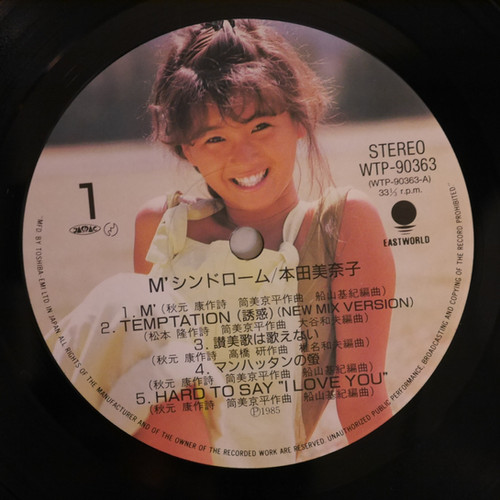 STEREO
WTP-90363
(WTP-90363-A)
33⅓ r.p.m.
1
JASRAC
EASTWORLD
M'シンドローム/本田美奈子
1. M' (秋元 康作詩 筒美京平作曲 船山基紀編曲)
2. TEMPTATION (誘惑) (NEW MIX VERSION)
(松本 隆作詩 筒美京平作曲 大谷和夫編曲)
3. 讃美歌は歌えない
(秋元 康作詩 高橋 研作曲 椎名和夫編曲)
4. マンハッタンの螢
(秋元 康作詩 筒美京平作曲 船山基紀編曲)
5. HARD TO SAY "I LOVE YOU"
(秋元 康作詩 筒美京平作曲 船山基紀編曲)
Ⓟ1985
MF'D BY TOSHIBA EMI LTD. IN JAPAN. ALL RIGHTS OF THE MANUFACTURER AND OF THE OWNER OF THE RECORDED WORK ARE RESERVED. UNAUTHORIZED PUBLIC PERFORMANCE, BROADCASTING AND COPYING OF THE RECORD PROHIBITED.